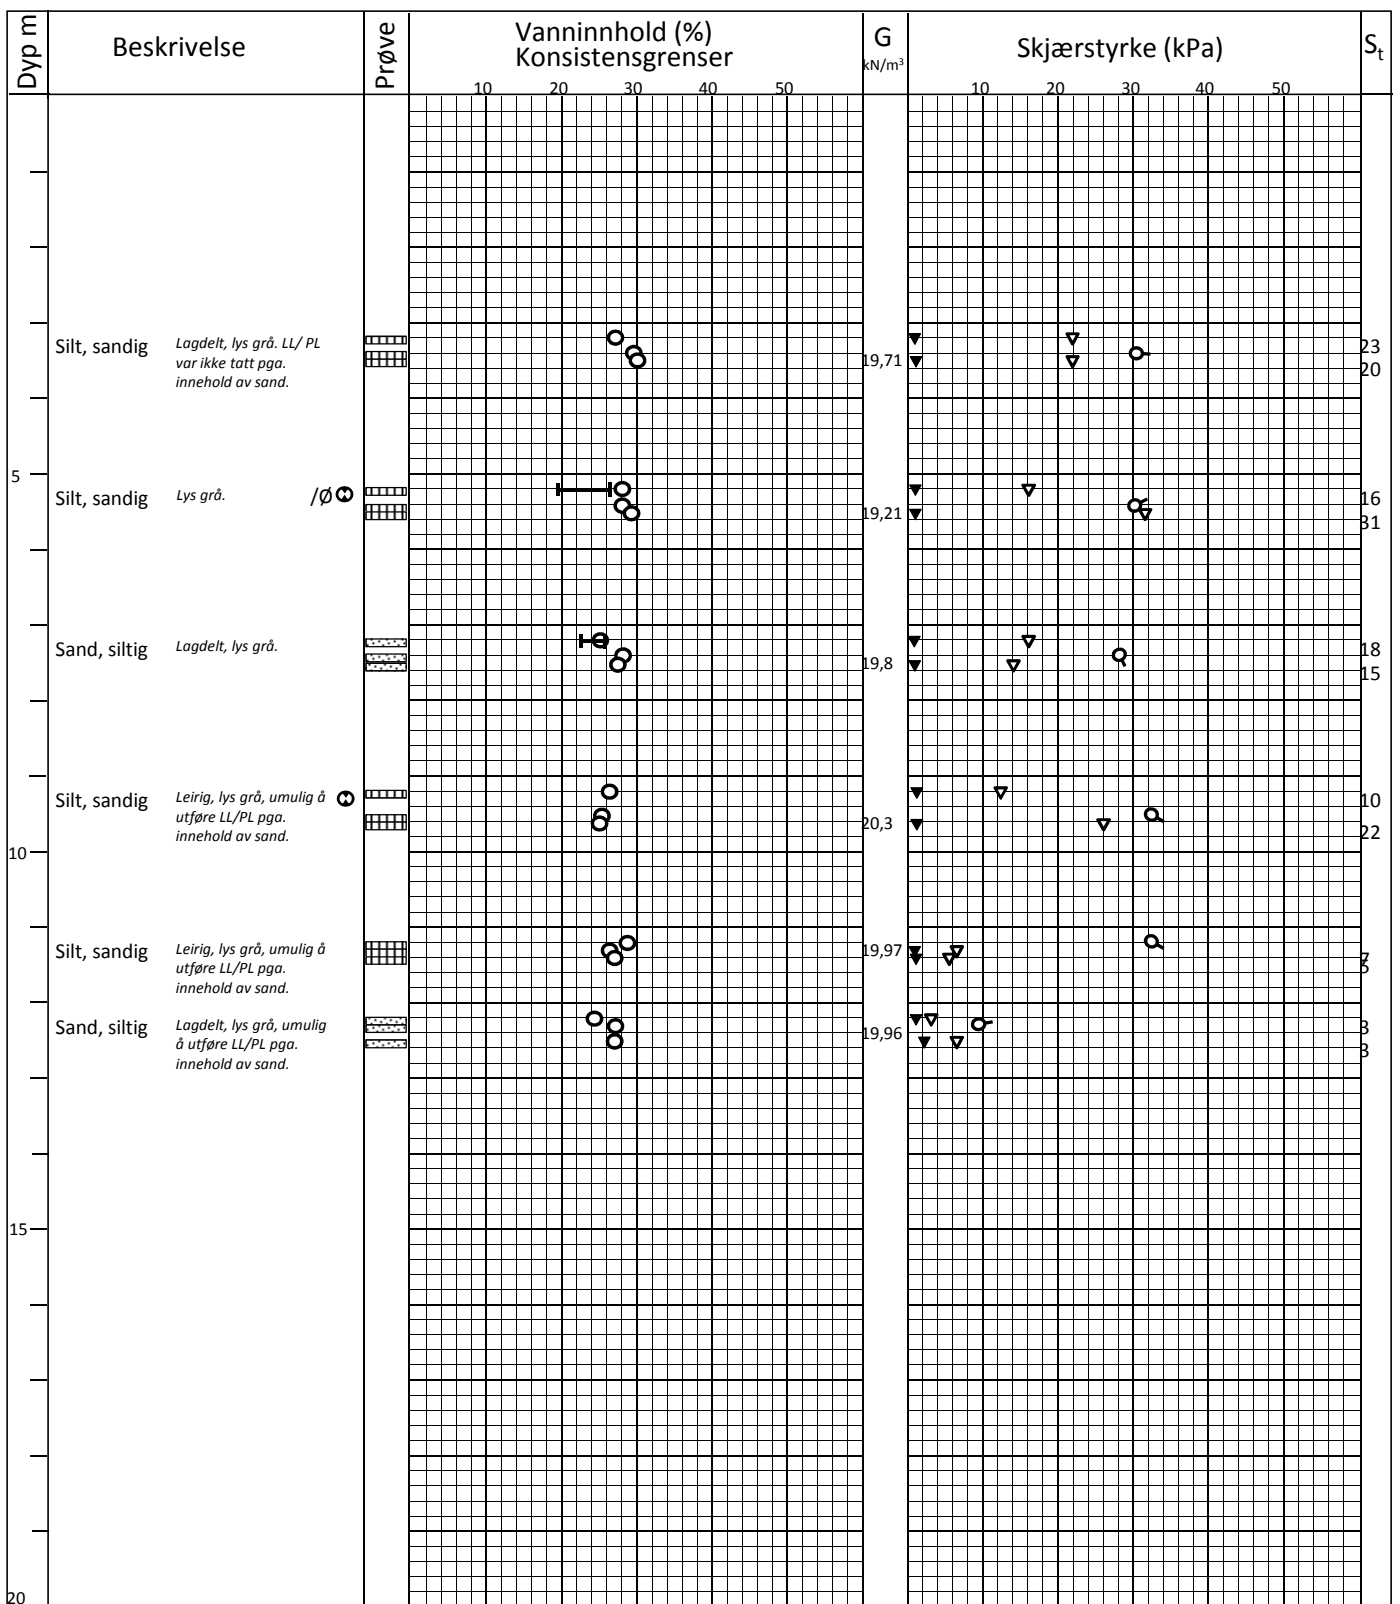 Dyp m
Beskrivelse
Prøve
Vanninnhold (%)
Konsistensgrenser
G
kN/m³
Skjærstyrke (kPa)
St
10 20 30 40 50
10 20 30 40 50
Silt, sandig
Lagdelt, lys grå. LL/ PL
var ikke tatt pga.
innehold av sand.
19,71
23
20
5
Silt, sandig
Lys grå.
/Ø
19,21
16
31
Sand, siltig
Lagdelt, lys grå.
19,8
18
15
Silt, sandig
Leirig, lys grå, umulig å
utføre LL/PL pga.
innehold av sand.
20,3
10
22
10
Silt, sandig
Leirig, lys grå, umulig å
utføre LL/PL pga.
innehold av sand.
19,97
7
5
Sand, siltig
Lagdelt, lys grå, umulig
å utføre LL/PL pga.
innehold av sand.
19,96
3
3
15
20